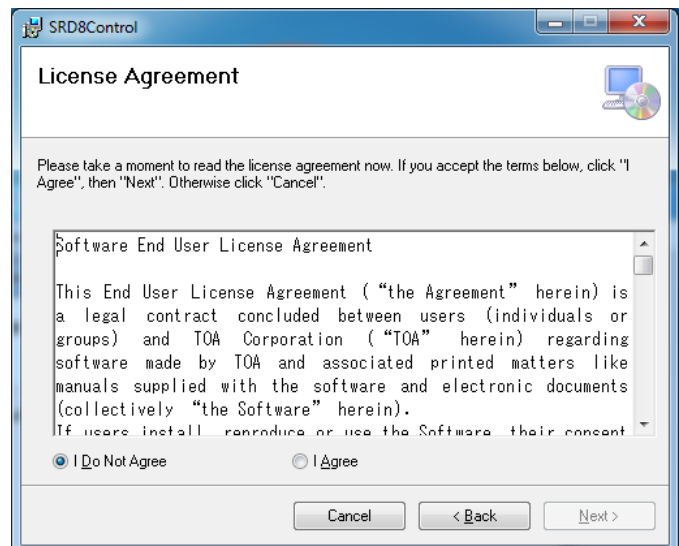 SRD8Control
License Agreement
Please take a moment to read the license agreement now. If you accept the terms below, click "I
Agree", then "Next". Otherwise click "Cancel".
Software End User License Agreement
This End User License Agreement ( “the Agreement” herein) is
a legal contract concluded between users (individuals or
groups) and TOA Corporation ( “TOA” herein) regarding
software made by TOA and associated printed matters like
manuals supplied with the software and electronic documents
(collectively “the Software” herein).
If users install, reproduce or use the Software, their consent
I Do Not Agree
I Agree
Cancel
< Back
Next >